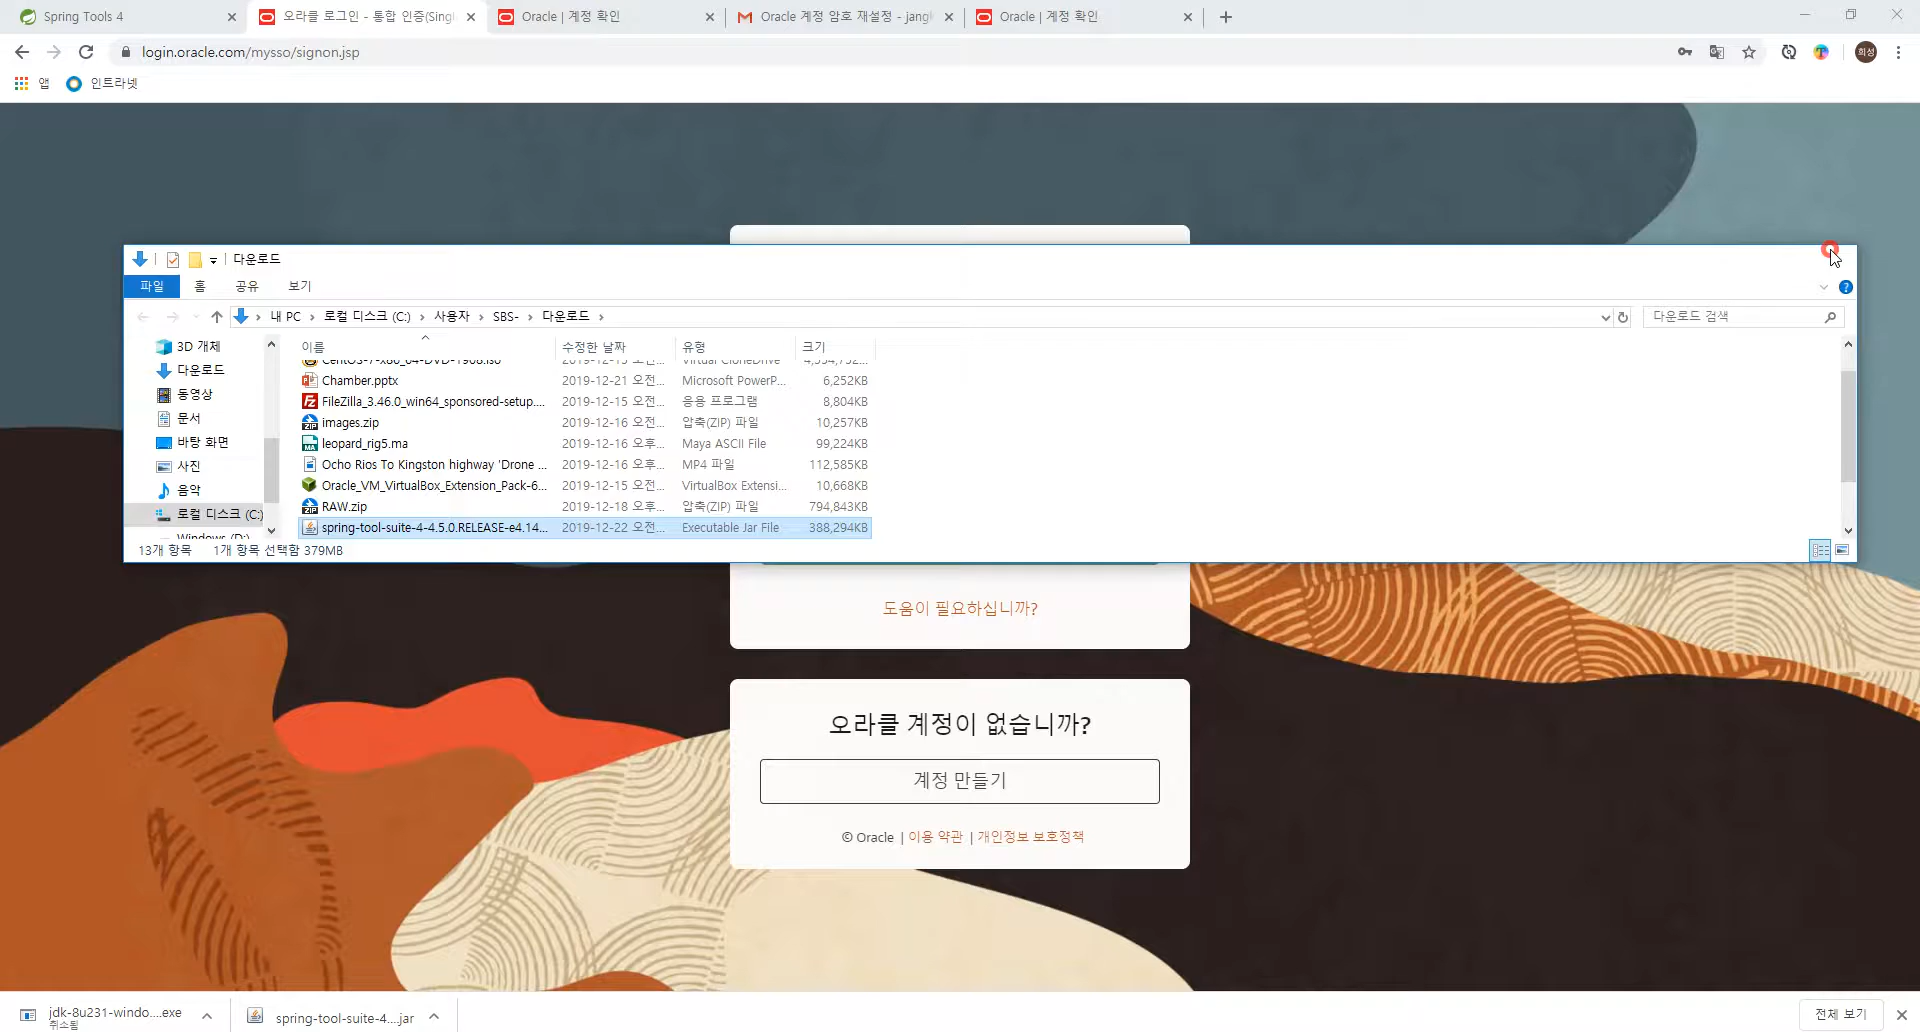 Spring Tools 4
오라클 로그인 - 통합 인증(Singl
Oracle | 계정 확인
Oracle 계정 암호 재설정 - jangl
Oracle | 계정 확인
login.oracle.com/mysso/signon.jsp
희성
앱
인트라넷
다운로드
파일
홈
공유
보기
내 PC › 로컬 디스크 (C:) › 사용자 › SBS- › 다운로드 ›
다운로드 검색
3D 개체
다운로드
동영상
문서
바탕 화면
사진
음악
로컬 디스크 (C:)
Windows (D:)
이름 수정한 날짜 유형 크기
Chamber.pptx 2019-12-21 오전... Microsoft PowerP... 6,252KB
FileZilla_3.46.0_win64_sponsored-setup.... 2019-12-15 오전... 응용 프로그램 8,804KB
images.zip 2019-12-16 오전... 압축(ZIP) 파일 10,257KB
leopard_rig5.ma 2019-12-16 오후... Maya ASCII File 99,224KB
Ocho Rios To Kingston highway 'Drone ... 2019-12-16 오후... MP4 파일 112,585KB
Oracle_VM_VirtualBox_Extension_Pack-6... 2019-12-15 오전... VirtualBox Extensi... 10,668KB
RAW.zip 2019-12-18 오후... 압축(ZIP) 파일 794,843KB
spring-tool-suite-4-4.5.0.RELEASE-e4.14... 2019-12-22 오전... Executable Jar File 388,294KB
13개 항목 1개 항목 선택함 379MB
도움이 필요하십니까?
오라클 계정이 없습니까?
계정 만들기
© Oracle | 이용 약관 | 개인정보 보호정책
jdk-8u231-windo....exe
취소됨
spring-tool-suite-4....jar
전체 보기